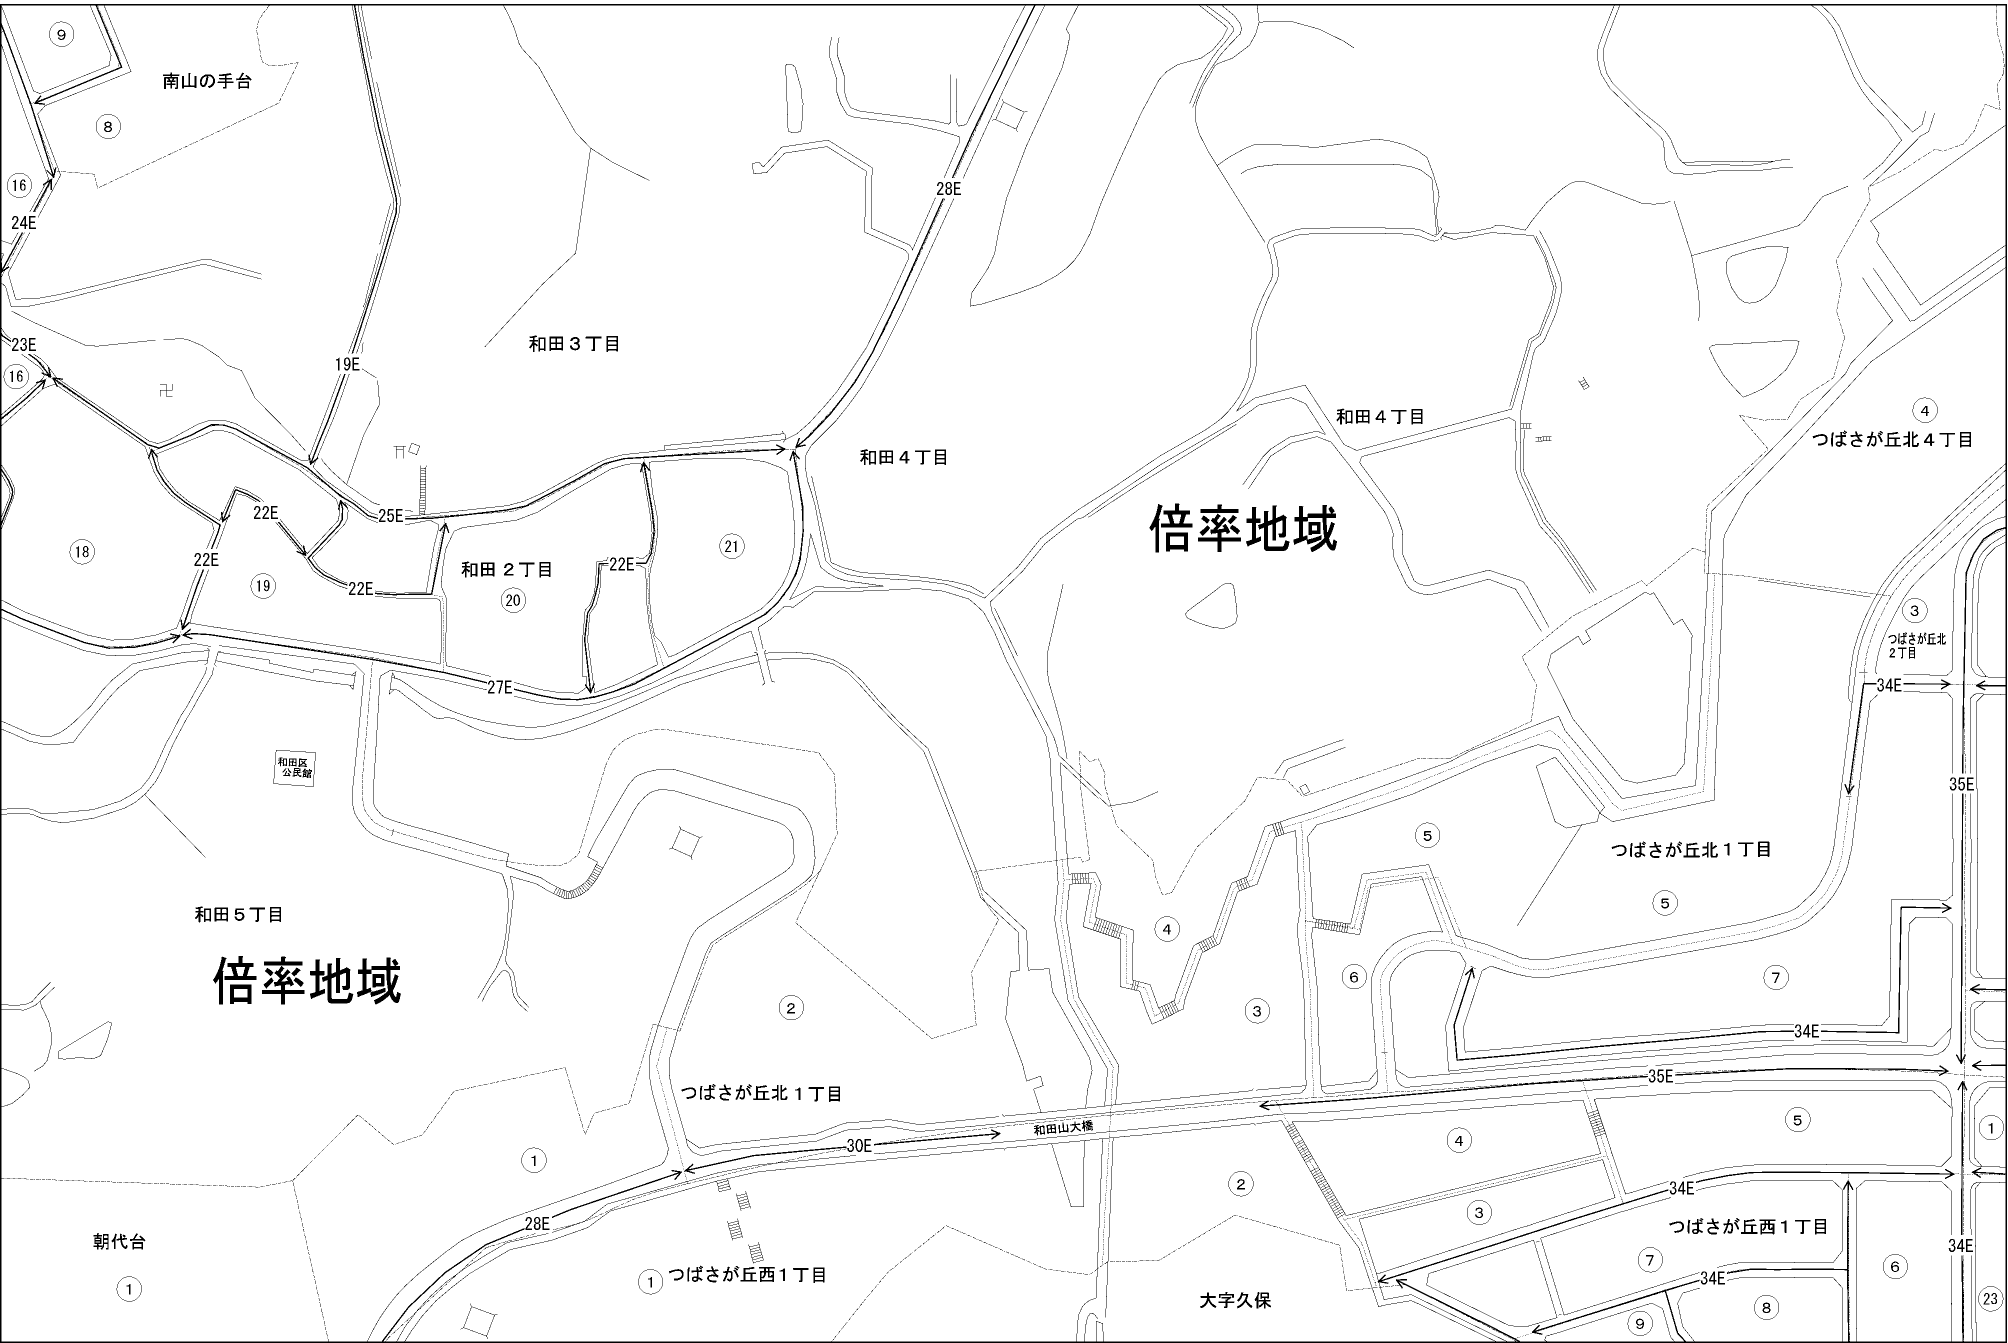 ⑨
南山の手台
⑧
⑯
28E
24E
和田３丁目
23E
19E
⑯
卍
和田４丁目
④
つばさが丘北４丁目
和田４丁目
倍率地域
22E
25E
⑱
22E
㉑
22E
和田２丁目
⑲
22E
⑳
③
つばさが丘北
２丁目
27E
34E
和田区
公民館
35E
⑤
つばさが丘北１丁目
⑤
和田５丁目
④
倍率地域
⑥
⑦
②
③
34E
35E
つばさが丘北１丁目
⑤
和田山大橋
①
④
30E
①
②
34E
③
28E
つばさが丘西１丁目
朝代台
34E
⑦
⑥
つばさが丘西１丁目
①
34E
①
大字久保
㉓
⑧
⑨